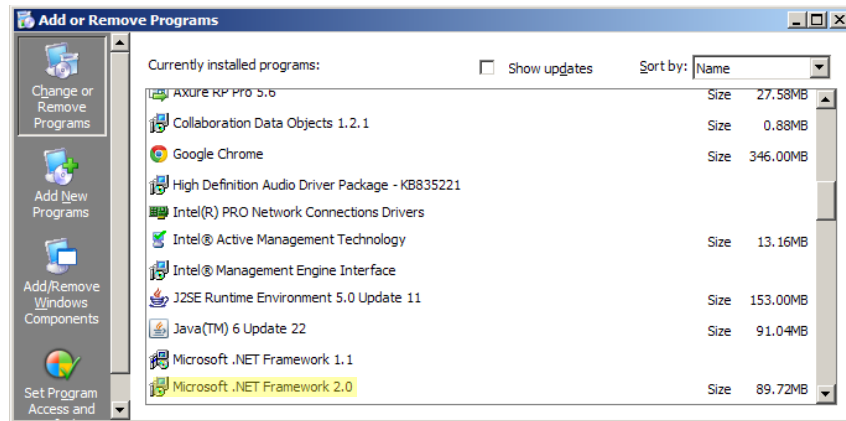 Add or Remove Programs
Change or
Remove
Programs
Add New
Programs
Add/Remove
Windows
Components
Set Program
Access and
Currently installed programs:
Show updates
Sort by: Name
Axure RP Pro 5.6 Size 27.58MB
Collaboration Data Objects 1.2.1 Size 0.88MB
Google Chrome Size 346.00MB
High Definition Audio Driver Package - KB835221
Intel(R) PRO Network Connections Drivers
Intel® Active Management Technology Size 13.16MB
Intel® Management Engine Interface
J2SE Runtime Environment 5.0 Update 11 Size 153.00MB
Java(TM) 6 Update 22 Size 91.04MB
Microsoft .NET Framework 1.1
Microsoft .NET Framework 2.0 Size 89.72MB